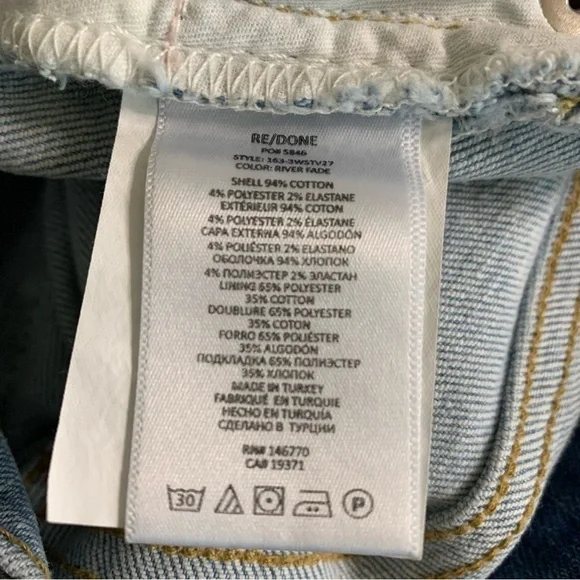 RE/DONE
PO# 5846
STYLE: 163-3WSTV27
COLOR: RIVER FADE
SHELL 94% COTTON
4% POLYESTER 2% ELASTANE
EXTÉRIEUR 94% COTON
4% POLYESTER 2% ELASTANE
CAPA EXTERNA 94% ALGODÓN
4% POLIÉSTER 2% ELASTANO
ОБОЛОЧКА 94% ХЛОПОК
4% ПОЛИЭСТЕР 2% ЭЛАСТАН
LINING 65% POLYESTER
35% COTTON
DOUBLURE 65% POLYESTER
35% COTON
FORRO 65% POLIÉSTER
35% ALGODÓN
ПОДКЛАДКА 65% ПОЛИЭСТЕР
35% ХЛОПОК
MADE IN TURKEY
FABRIQUÉ EN TURQUIE
HECHO EN TURQUÍA
СДЕЛАНО В ТУРЦИИ
RN# 146770
CA# 19371
30 P